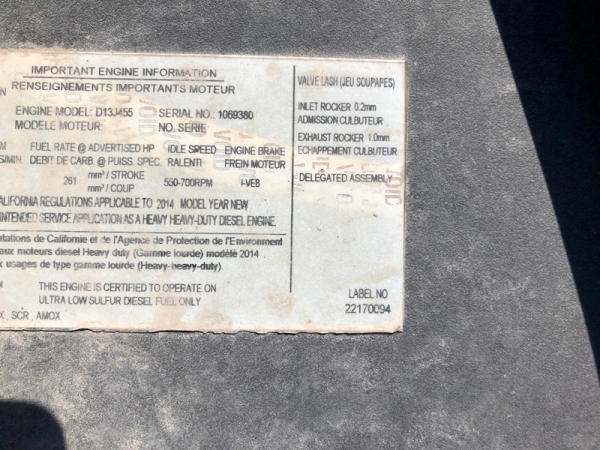 IMPORTANT ENGINE INFORMATION
RENSEIGNEMENTS IMPORTANTS MOTEUR
N
ENGINE MODEL: D13J455 SERIAL NO.: 1069380
MODELE MOTEUR: NO. SERIE
M FUEL RATE @ ADVERTISED HP IDLE SPEED ENGINE BRAKE
S/MIN DEBIT DE CARB. @ PUISS. SPEC. RALENTI FREIN MOTEUR
261 mm³ / STROKE 550-700RPM I-VEB
mm³ / COUP
ALIFORNIA REGULATIONS APPLICABLE TO 2014 MODEL YEAR NEW
INTENDED SERVICE APPLICATION AS A HEAVY HEAVY-DUTY DIESEL ENGINE.
tations de Californie et de l'Agence de Protection de l'Environment
aux moteurs diesel Heavy duty (Gamme lourde) modèle 2014 .
x usages de type gamme lourde (Heavy-heavy-duty)
N THIS ENGINE IS CERTIFIED TO OPERATE ON
ULTRA LOW SULFUR DIESEL FUEL ONLY
X, SCR , AMOX
VALVE LASH (JEU SOUPAPES)
INLET ROCKER 0.2mm
ADMISSION CULBUTEUR
EXHAUST ROCKER 1.0mm
ECHAPPEMENT CULBUTEUR
DELEGATED ASSEMBLY
LABEL NO
22170094
VOID
VOID
VOID